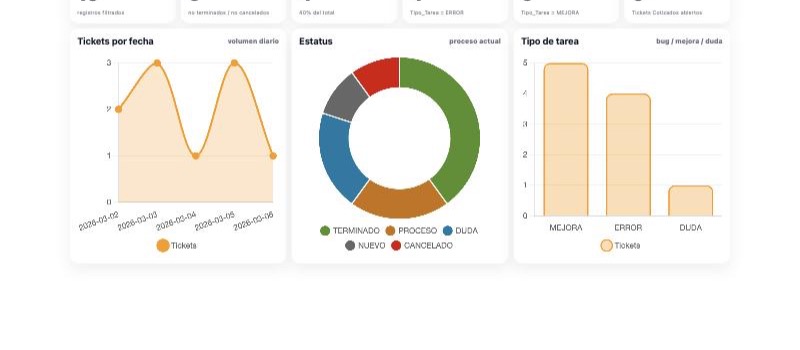 registros filtrados
no terminados / no cancelados
40% del total
Tipo_Tarea = ERROR
Tipo_Tarea = MEJORA
Tickets Cotizados abiertos
Tickets por fecha
volumen diario
3
2
1
0
2026-03-02
2026-03-03
2026-03-04
2026-03-05
2026-03-06
Tickets
Estatus
proceso actual
TERMINADO
PROCESO
DUDA
NUEVO
CANCELADO
Tipo de tarea
bug / mejora / duda
5
4
3
2
1
0
MEJORA
ERROR
DUDA
Tickets